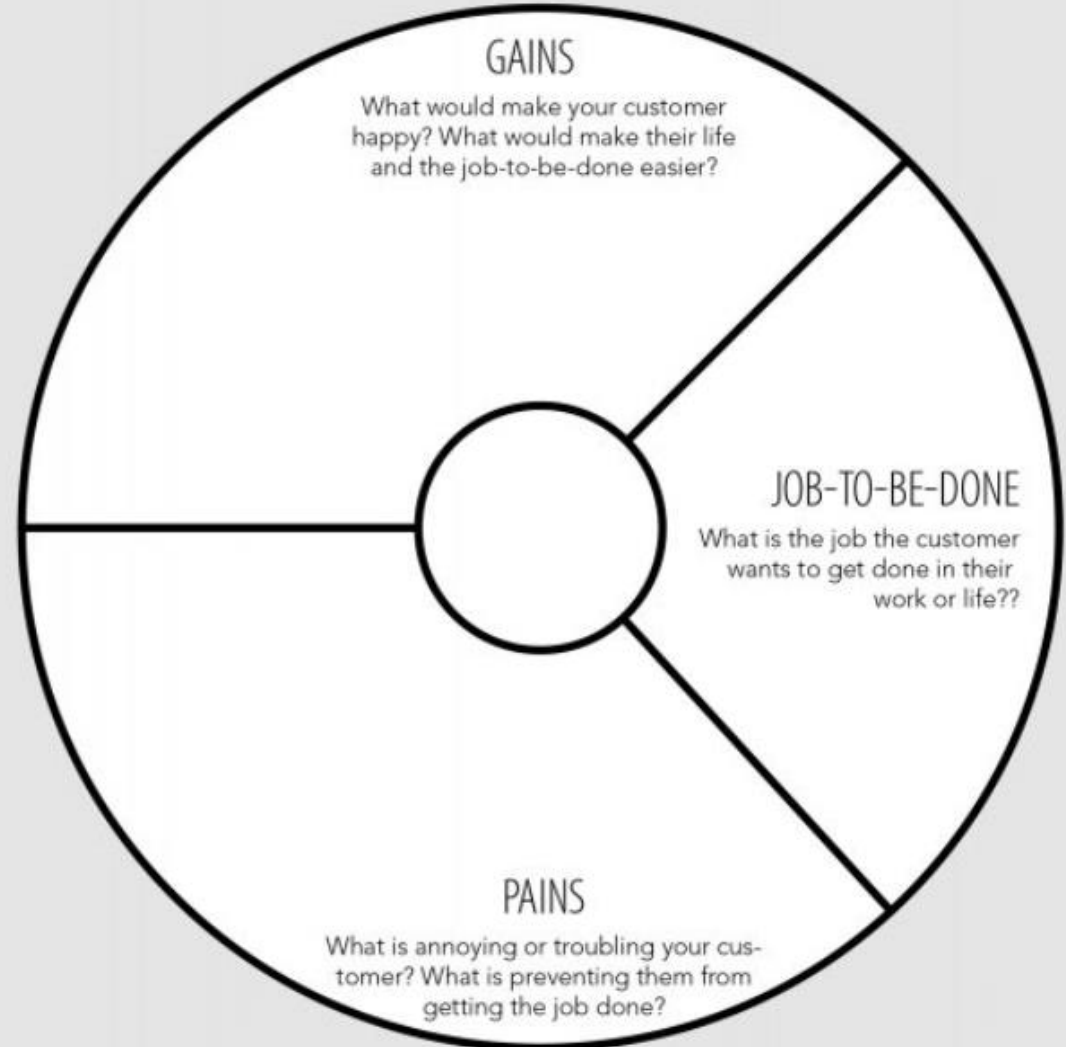 GAINS
What would make your customer
happy? What would make their life
and the job-to-be-done easier?
JOB-TO-BE-DONE
What is the job the customer
wants to get done in their
work or life??
PAINS
What is annoying or troubling your cus-
tomer? What is preventing them from
getting the job done?